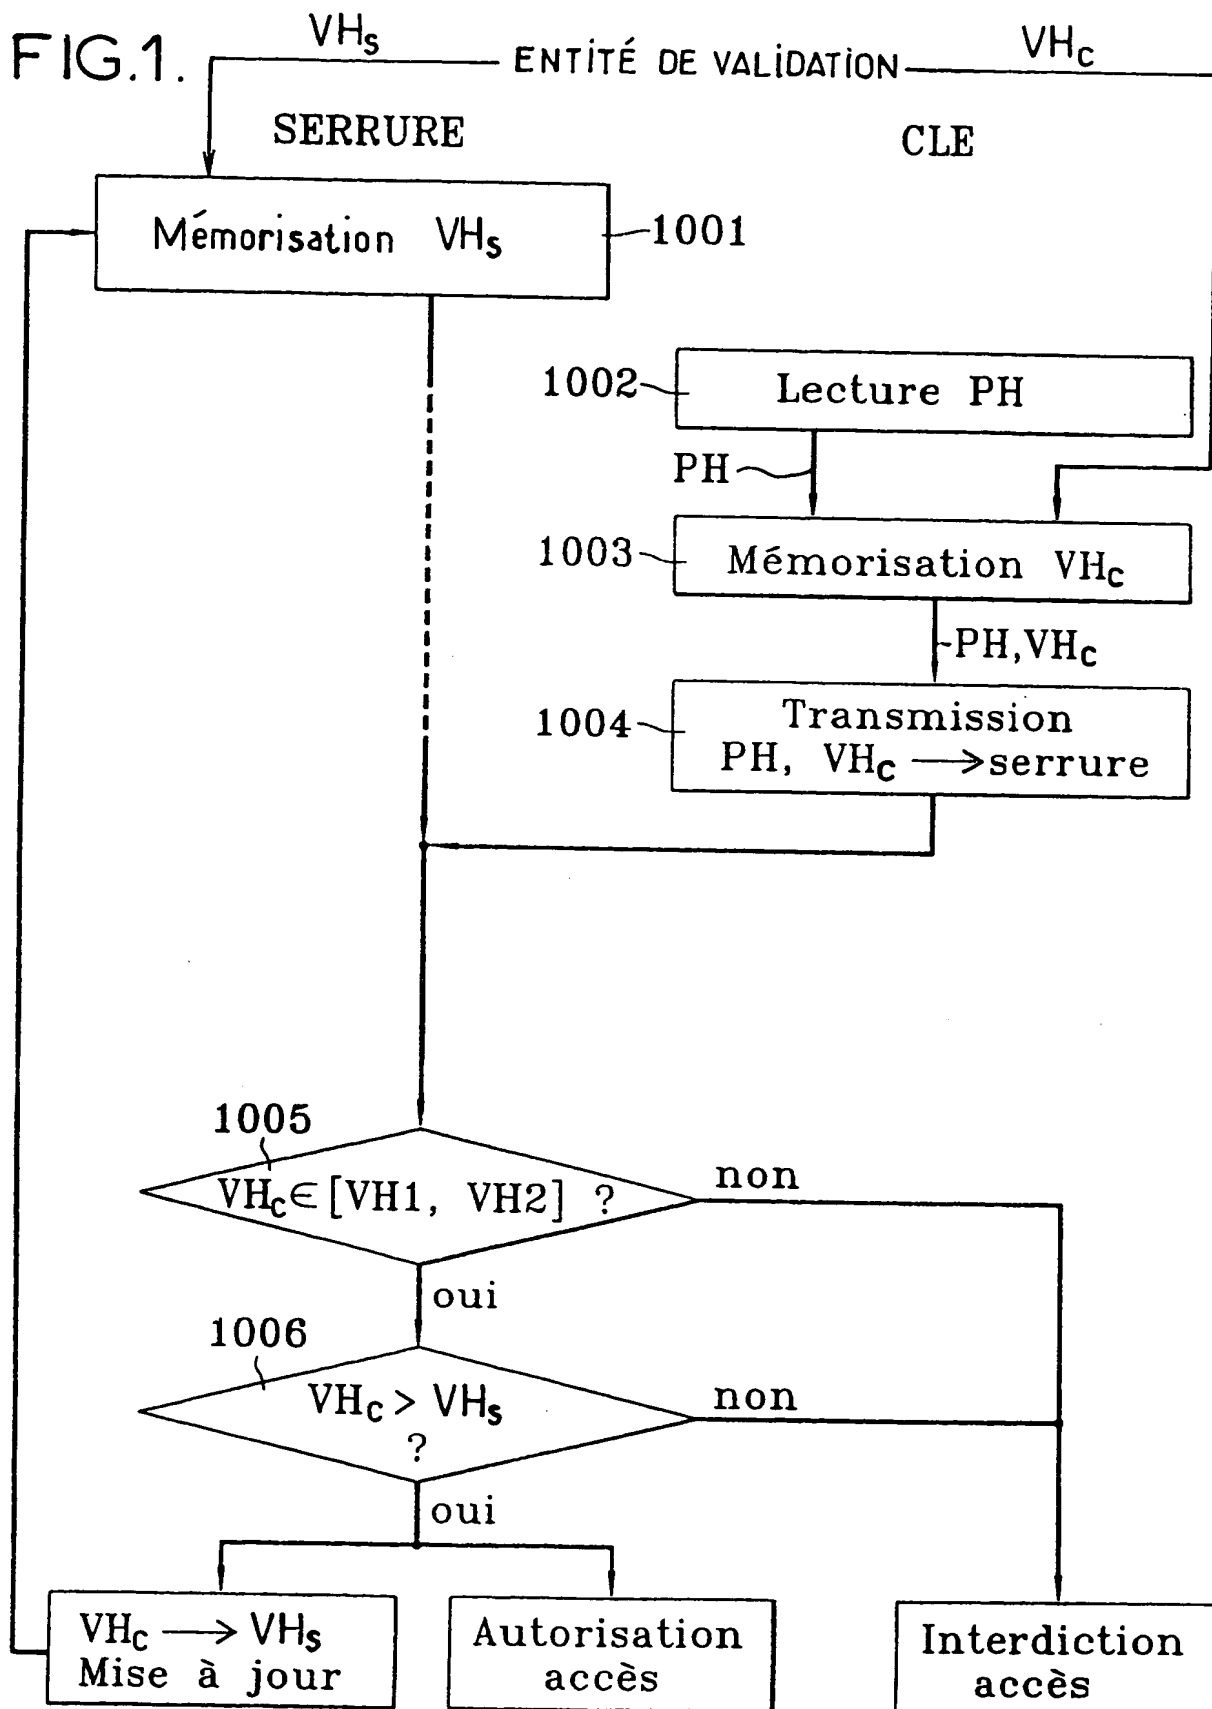 FIG.1.
VHs
ENTITÉ DE VALIDATION
VHc
SERRURE
CLE
Mémorisation VHs
1001
1002
Lecture PH
PH
1003
Mémorisation VHc
PH, VHc
1004
Transmission
PH, VHc → serrure
1005
VHc ∈ [VH1, VH2] ?
non
oui
1006
VHc > VHs
?
non
oui
VHc → VHs
Mise à jour
Autorisation
accès
Interdiction
accès